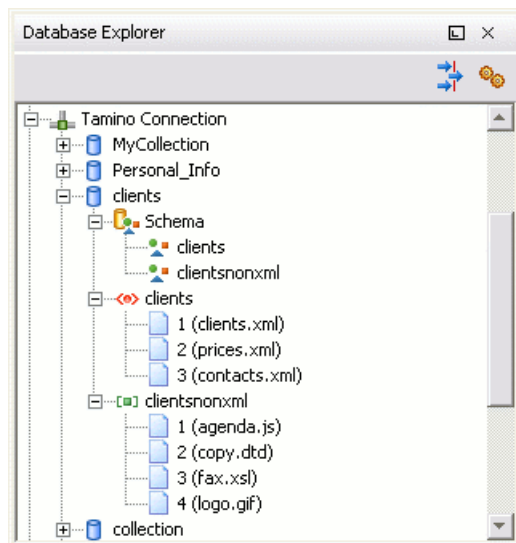 Database Explorer
Tamino Connection
MyCollection
Personal_Info
clients
Schema
clients
clientsnonxml
clients
1 (clients.xml)
2 (prices.xml)
3 (contacts.xml)
clientsnonxml
1 (agenda.js)
2 (copy.dtd)
3 (fax.xsl)
4 (logo.gif)
collection